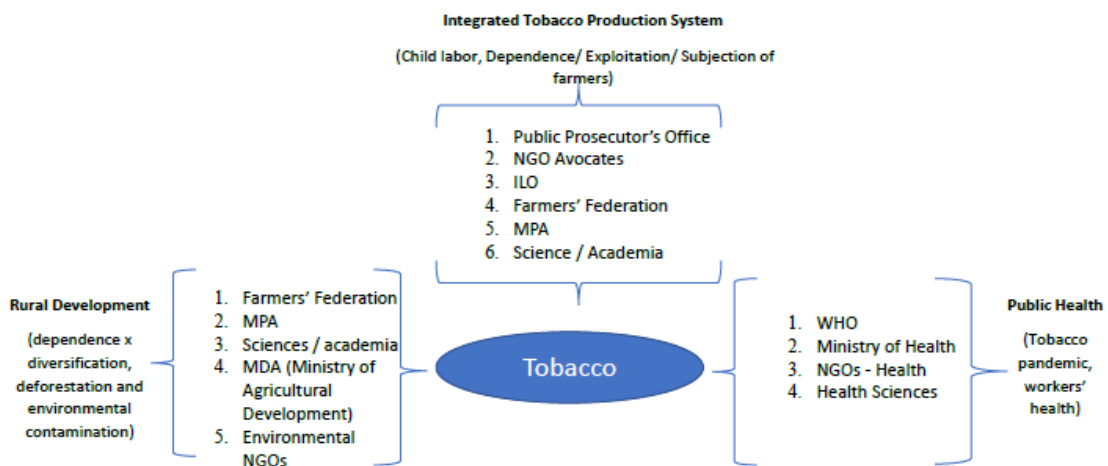 Integrated Tobacco Production System
(Child labor, Dependence/ Exploitation/ Subjection of
farmers)
1. Public Prosecutor's Office
2. NGO Avocates
3. ILO
4. Farmers' Federation
5. MPA
6. Science / Academia
Rural Development
(dependence x
diversification,
deforestation and
environmental
contamination)
1. Farmers' Federation
2. MPA
3. Sciences / academia
4. MDA (Ministry of
Agricultural
Development)
5. Environmental
NGOs
Tobacco
1. WHO
2. Ministry of Health
3. NGOs - Health
4. Health Sciences
Public Health
(Tobacco
pandemic,
workers'
health)